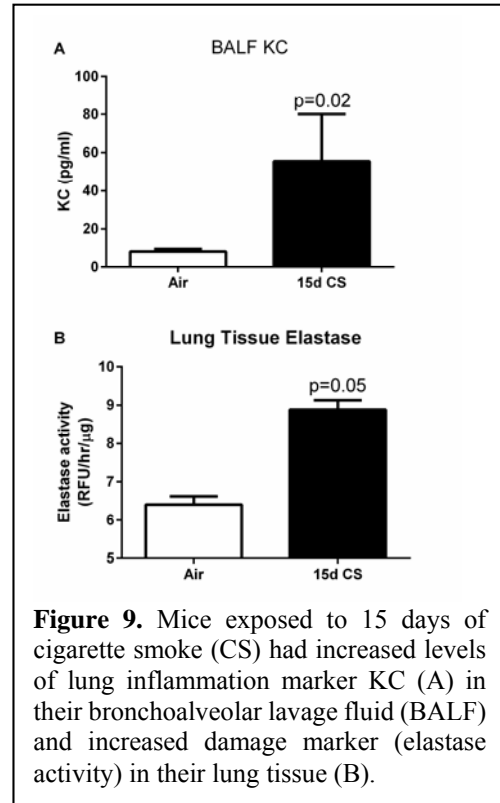 A
BALF KC
KC (pg/ml)
100
80
60
40
20
0
p=0.02
Air
15d CS
B
Lung Tissue Elastase
Elastase activity
(RFU/hr/µg)
10
9
8
7
6
5
p=0.05
Air
15d CS
Figure 9. Mice exposed to 15 days of
cigarette smoke (CS) had increased levels
of lung inflammation marker KC (A) in
their bronchoalveolar lavage fluid (BALF)
and increased damage marker (elastase
activity) in their lung tissue (B).